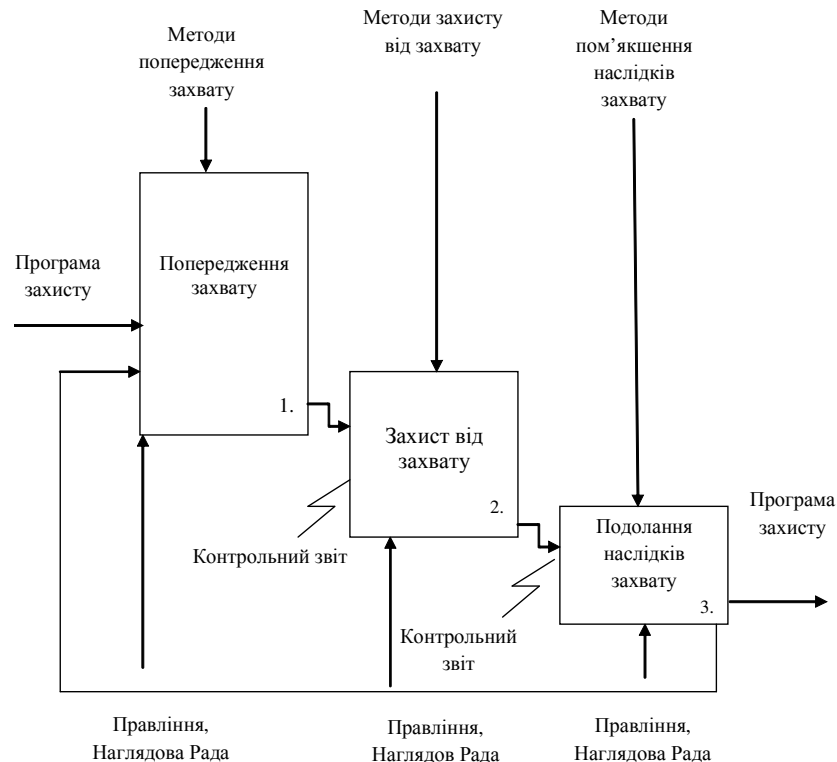 Методи
попередження
захвату
Методи захисту
від захвату
Методи
пом’якшення
наслідків
захвату
Програма
захисту
Попередження
захвату
1.
Захист від
захвату
2.
Контрольний звіт
Подолання
наслідків
захвату
3.
Програма
захисту
Контрольний
звіт
Правління,
Наглядова Рада
Правління,
Наглядов Рада
Правління,
Наглядова Рада